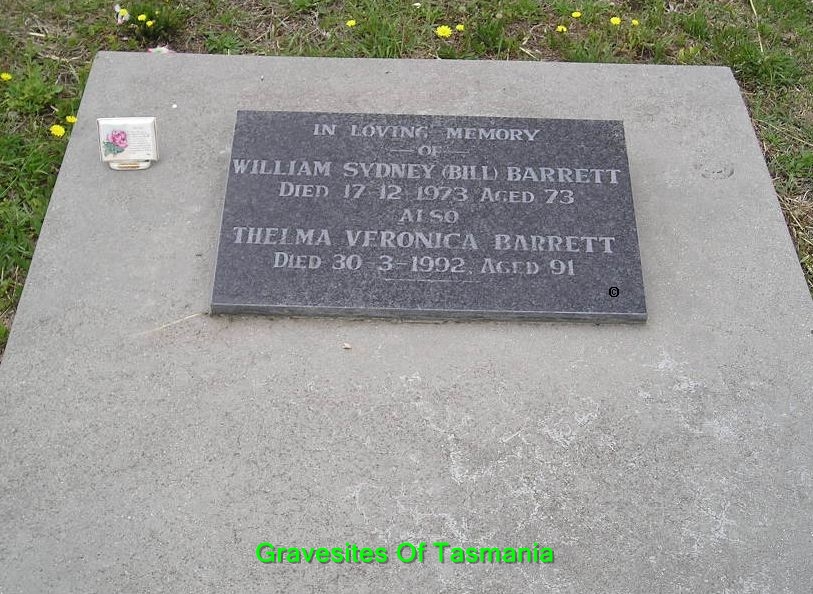 IN LOVING MEMORY
— OF —
WILLIAM SYDNEY (BILL) BARRETT
DIED 17-12-1973 AGED 73
ALSO
THELMA VERONICA BARRETT
DIED 30-3-1992, AGED 91
©
Gravesites Of Tasmania